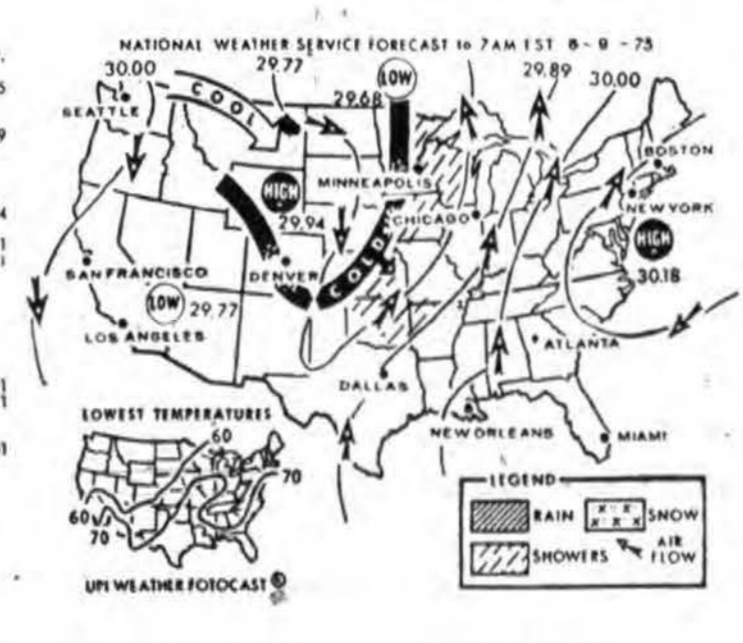 NATIONAL WEATHER SERVICE FORECAST to 7AM EST 8-9-75
30.00
29.77
LOW
29.89
30.00
29.68
COOL
SEATTLE
BOSTON
MINNEAPOLIS
HIGH
29.94
CHICAGO
NEW YORK
HIGH
30.18
COLD
SAN FRANCISCO
DENVER
LOW
29.77
LOS ANGELES
ATLANTA
DALLAS
NEW ORLEANS
MIAMI
LOWEST TEMPERATURES
60
70
60
70
LEGEND
RAIN
SNOW
SHOWERS
AIR FLOW
UPI WEATHER FOTOCAST ©